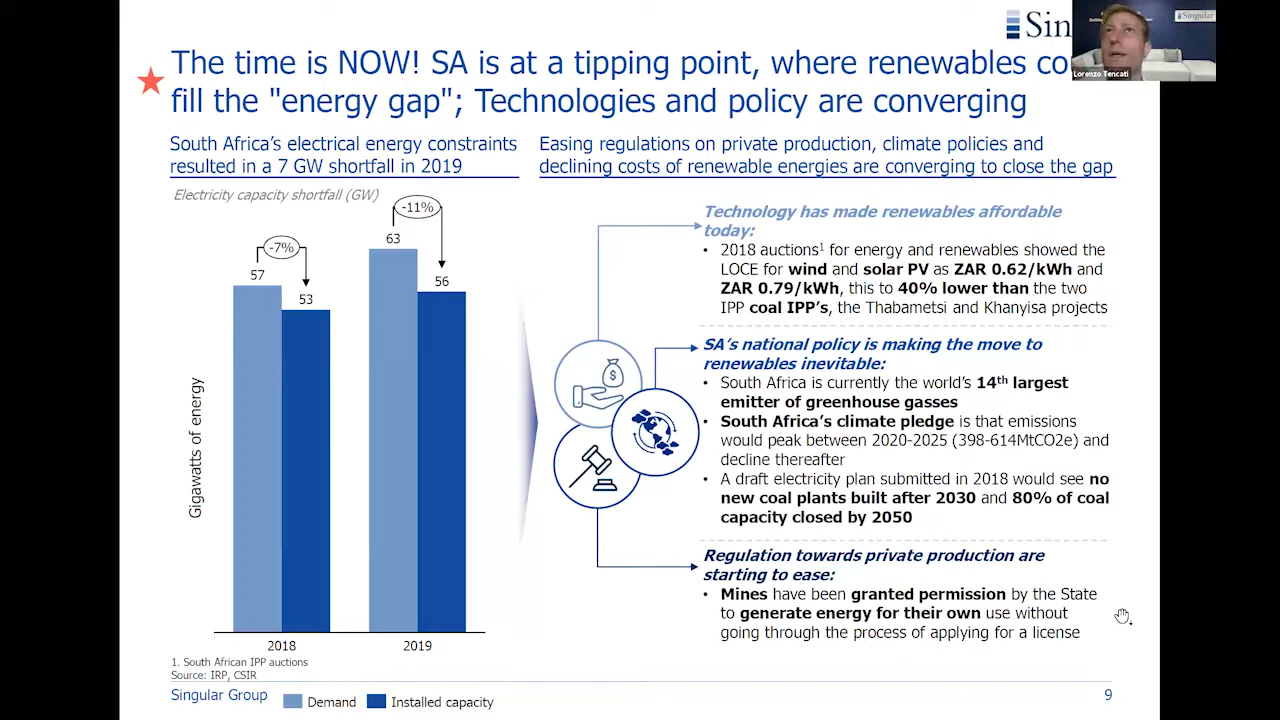 Sin
Singular
Lorenzo Tencati
The time is NOW! SA is at a tipping point, where renewables co
fill the "energy gap"; Technologies and policy are converging
South Africa's electrical energy constraints
resulted in a 7 GW shortfall in 2019
Easing regulations on private production, climate policies and
declining costs of renewable energies are converging to close the gap
Electricity capacity shortfall (GW)
-7%
57
53
-11%
63
56
Gigawatts of energy
2018
2019
Technology has made renewables affordable
today:
• 2018 auctions1 for energy and renewables showed the
LOCE for wind and solar PV as ZAR 0.62/kWh and
ZAR 0.79/kWh, this to 40% lower than the two
IPP coal IPP's, the Thabametsi and Khanyisa projects
SA's national policy is making the move to
renewables inevitable:
• South Africa is currently the world's 14th largest
emitter of greenhouse gasses
• South Africa's climate pledge is that emissions
would peak between 2020-2025 (398-614MtCO2e) and
decline thereafter
• A draft electricity plan submitted in 2018 would see no
new coal plants built after 2030 and 80% of coal
capacity closed by 2050
Regulation towards private production are
starting to ease:
• Mines have been granted permission by the State
to generate energy for their own use without
going through the process of applying for a license
1. South African IPP auctions
Source: IRP, CSIR
Singular Group
Demand
Installed capacity
9